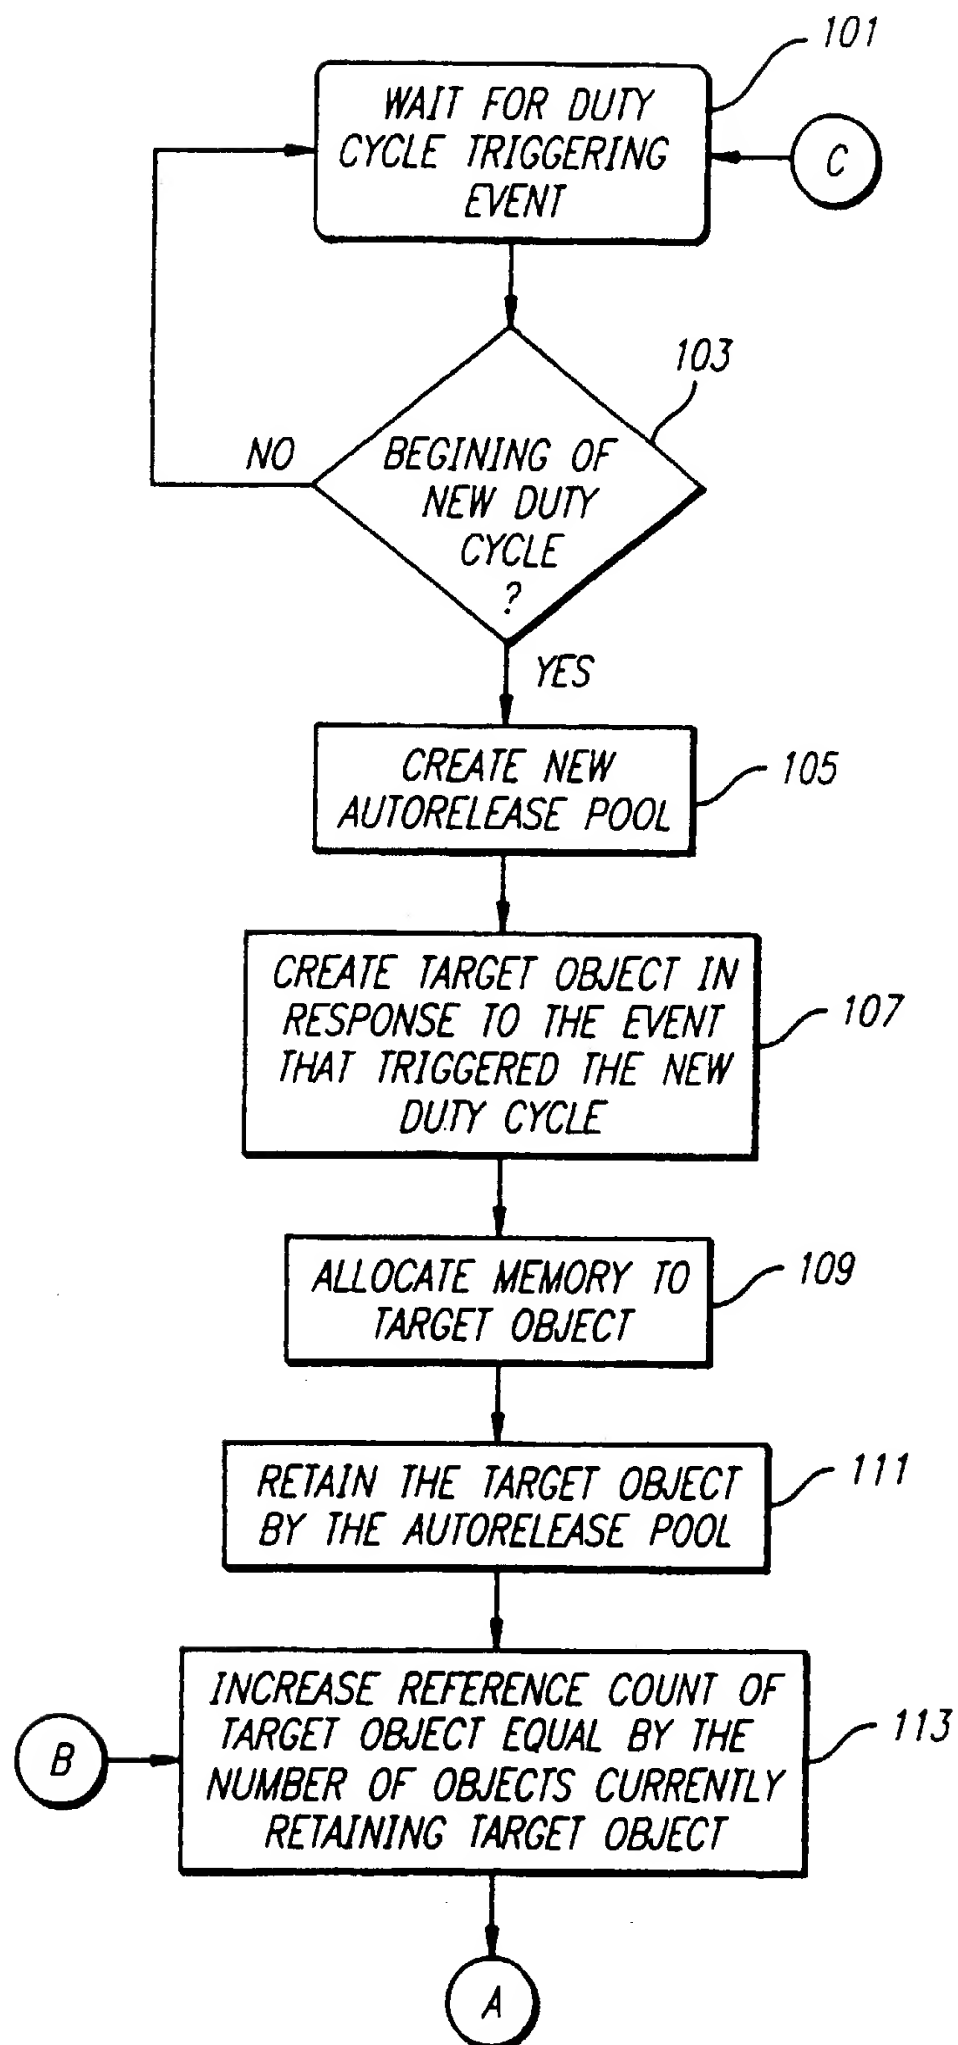 101
WAIT FOR DUTY
CYCLE TRIGGERING
EVENT
C
103
NO
BEGINING OF
NEW DUTY
CYCLE
?
YES
CREATE NEW
AUTORELEASE POOL
105
CREATE TARGET OBJECT IN
RESPONSE TO THE EVENT
THAT TRIGGERED THE NEW
DUTY CYCLE
107
ALLOCATE MEMORY TO
TARGET OBJECT
109
RETAIN THE TARGET OBJECT
BY THE AUTORELEASE POOL
111
INCREASE REFERENCE COUNT OF
TARGET OBJECT EQUAL BY THE
NUMBER OF OBJECTS CURRENTLY
RETAINING TARGET OBJECT
113
B
A